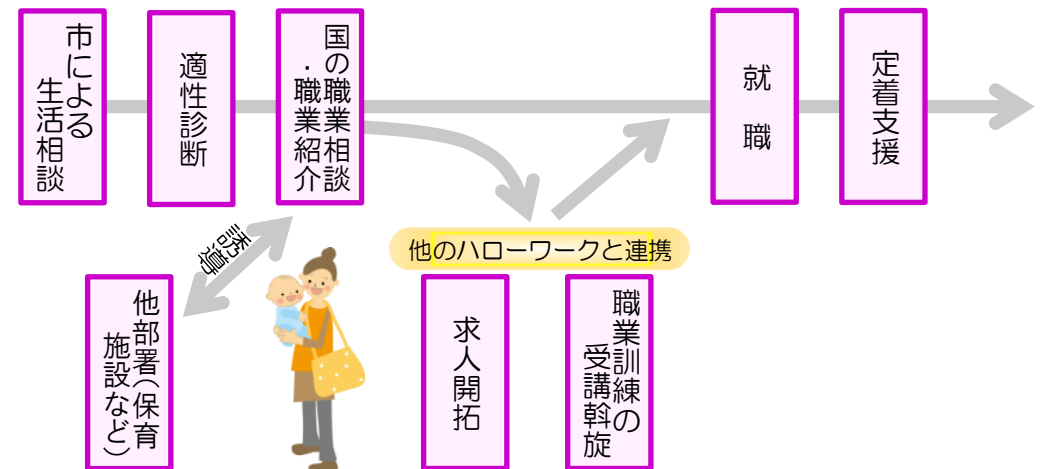 市による
生活相談
適性診断
国の職業相談
・職業紹介
就　職
定着支援
誘導
他のハローワークと連携
他部署(保育
施設など)
求人開拓
職業訓練の
受講斡旋